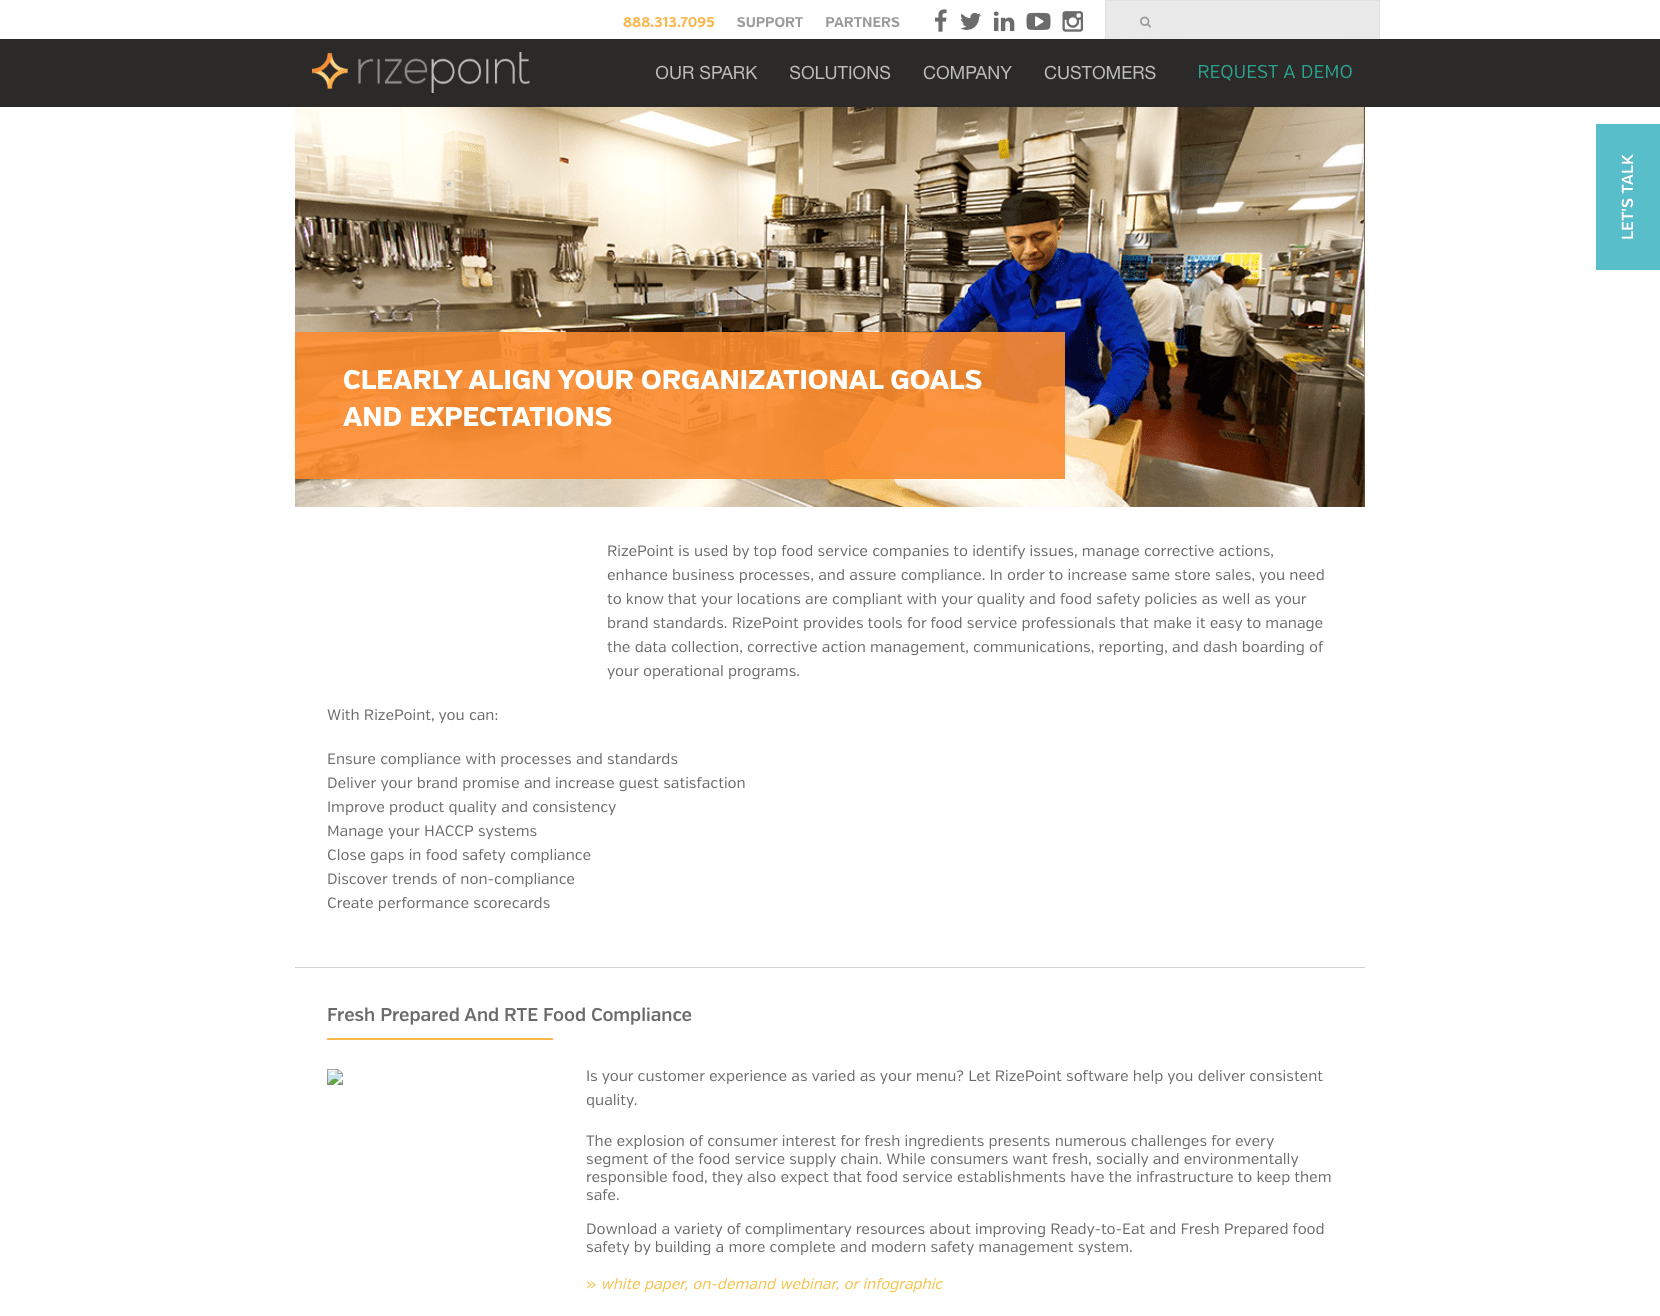 888.313.7095 SUPPORT PARTNERS
rizepoint OUR SPARK SOLUTIONS COMPANY CUSTOMERS REQUEST A DEMO
LET'S TALK
CLEARLY ALIGN YOUR ORGANIZATIONAL GOALS
AND EXPECTATIONS
RizePoint is used by top food service companies to identify issues, manage corrective actions,
enhance business processes, and assure compliance. In order to increase same store sales, you need
to know that your locations are compliant with your quality and food safety policies as well as your
brand standards. RizePoint provides tools for food service professionals that make it easy to manage
the data collection, corrective action management, communications, reporting, and dash boarding of
your operational programs.
With RizePoint, you can:
Ensure compliance with processes and standards
Deliver your brand promise and increase guest satisfaction
Improve product quality and consistency
Manage your HACCP systems
Close gaps in food safety compliance
Discover trends of non-compliance
Create performance scorecards
Fresh Prepared And RTE Food Compliance
Is your customer experience as varied as your menu? Let RizePoint software help you deliver consistent
quality.
The explosion of consumer interest for fresh ingredients presents numerous challenges for every
segment of the food service supply chain. While consumers want fresh, socially and environmentally
responsible food, they also expect that food service establishments have the infrastructure to keep them
safe.
Download a variety of complimentary resources about improving Ready-to-Eat and Fresh Prepared food
safety by building a more complete and modern safety management system.
» white paper, on-demand webinar, or infographic